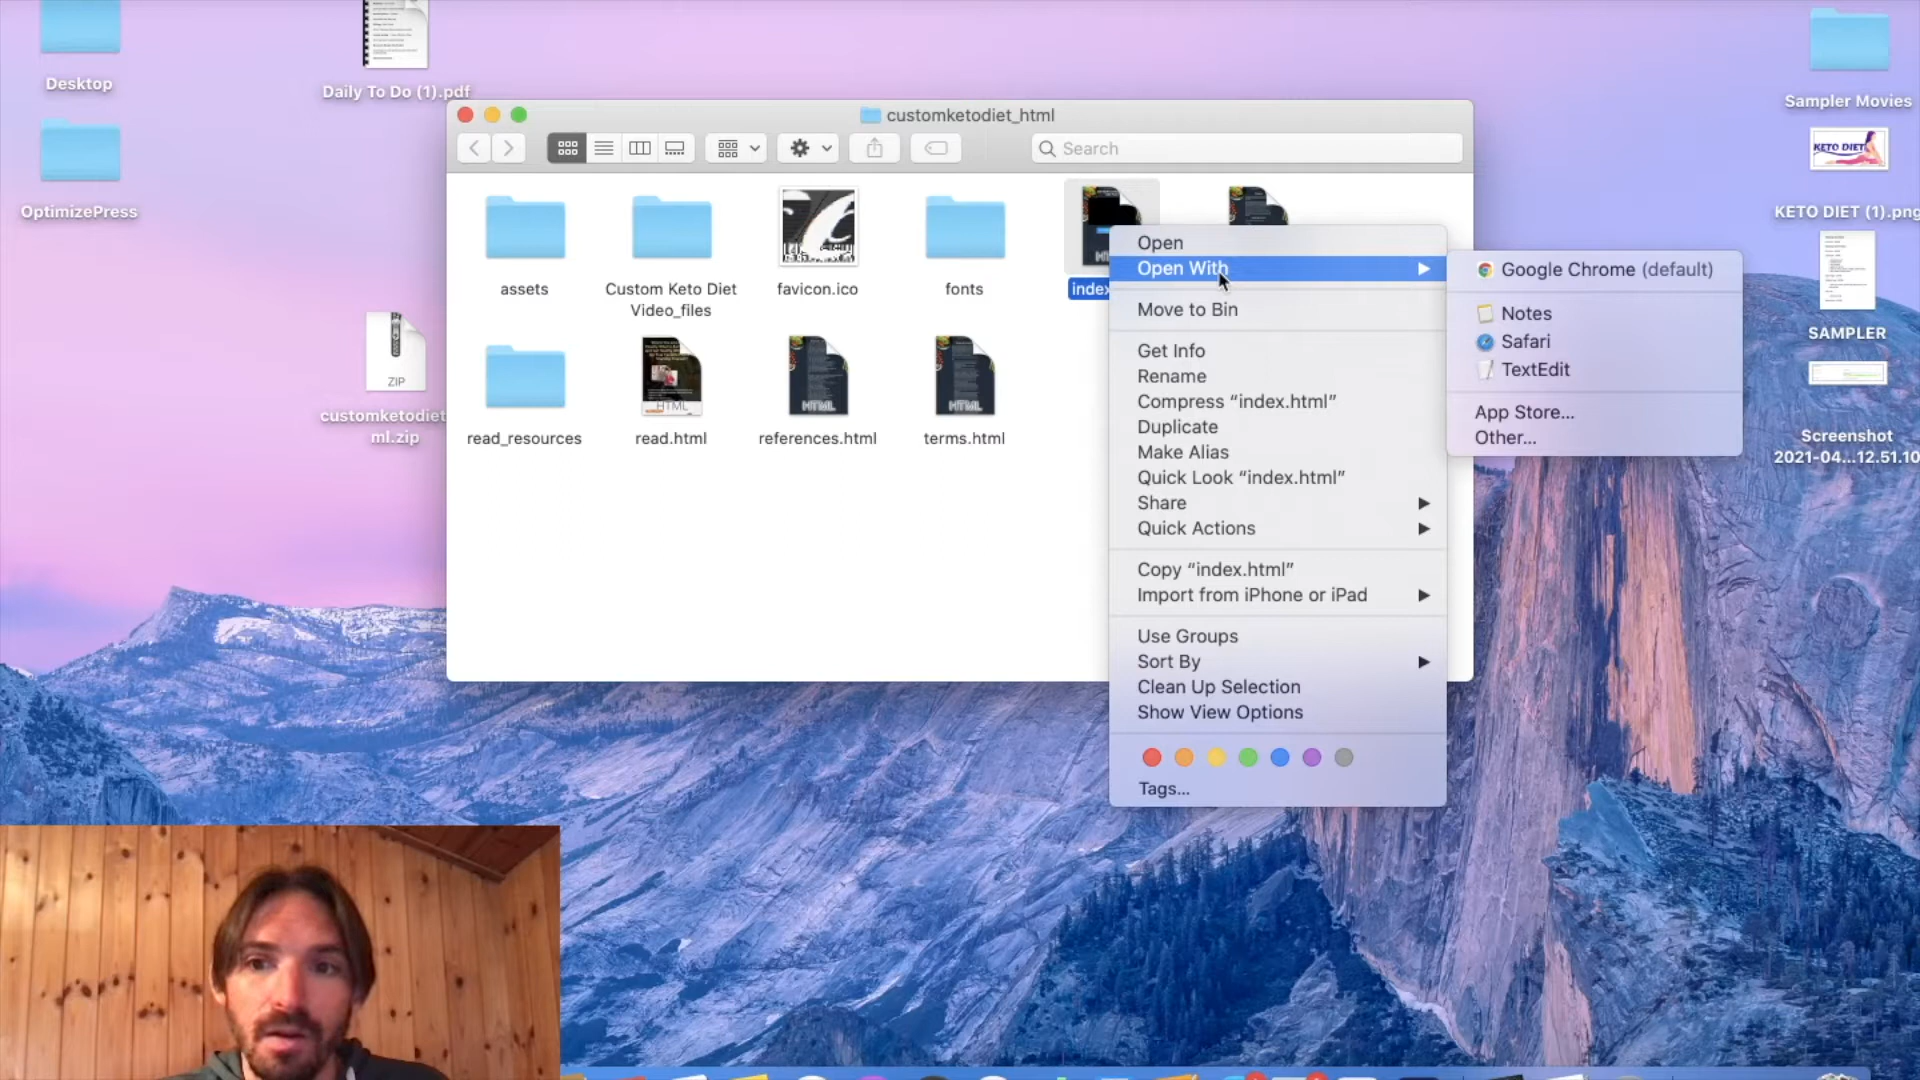 Desktop
Daily To Do (1).pdf
OptimizePress
customketodiet
ml.zip
ZIP
customketodiet_html
Search
assets
Custom Keto Diet
Video_files
favicon.ico
fonts
index
read_resources
read.html
references.html
terms.html
HTML
HTML
HTML
Open
Open With
Move to Bin
Get Info
Rename
Compress “index.html”
Duplicate
Make Alias
Quick Look “index.html”
Share
Quick Actions
Copy “index.html”
Import from iPhone or iPad
Use Groups
Sort By
Clean Up Selection
Show View Options
Tags...
Google Chrome (default)
Notes
Safari
TextEdit
App Store...
Other...
Sampler Movies
KETO DIET
KETO DIET (1).png
SAMPLER
Screenshot
2021-04...12.51.10